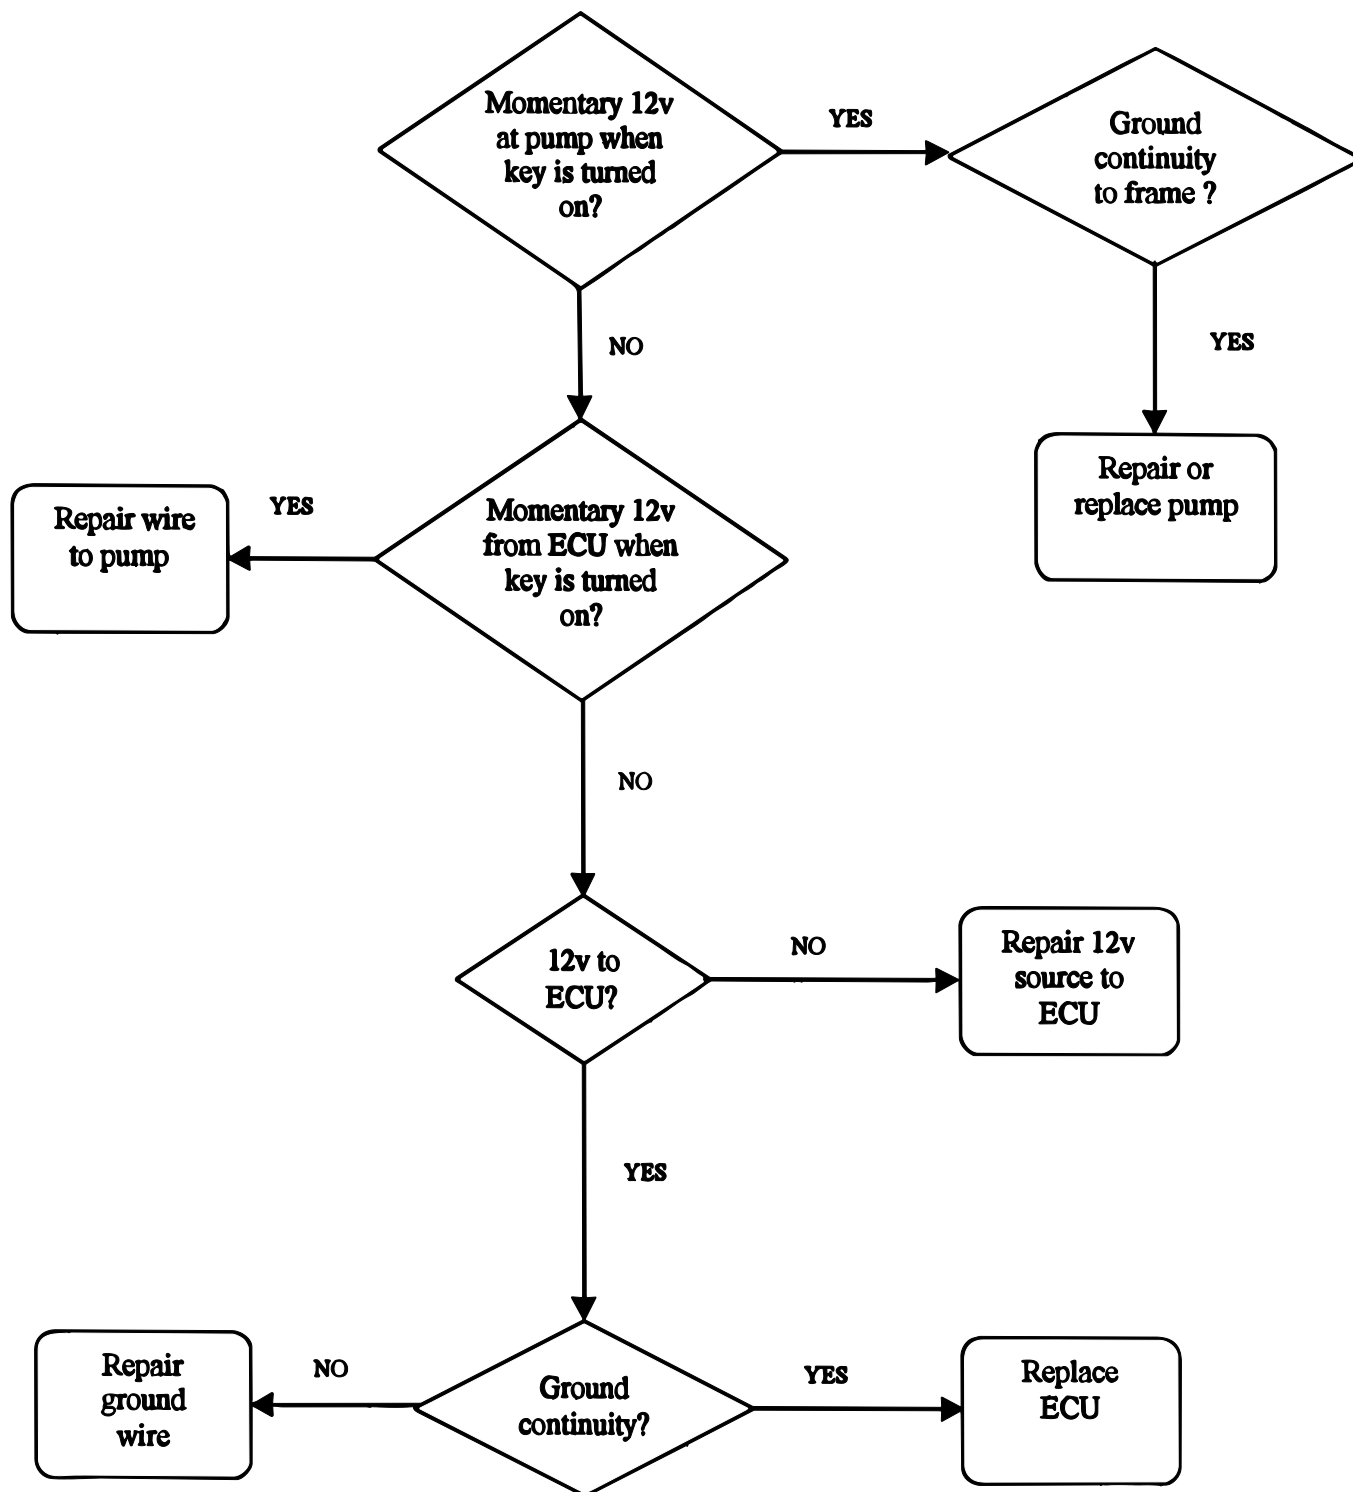 Momentary 12v
at pump when
key is turned
on?
YES
Ground
continuity
to frame ?
NO
YES
Repair or
replace pump
Repair wire
to pump
YES
Momentary 12v
from ECU when
key is turned
on?
NO
12v to
ECU?
NO
Repair 12v
source to
ECU
YES
Repair
ground
wire
NO
Ground
continuity?
YES
Replace
ECU